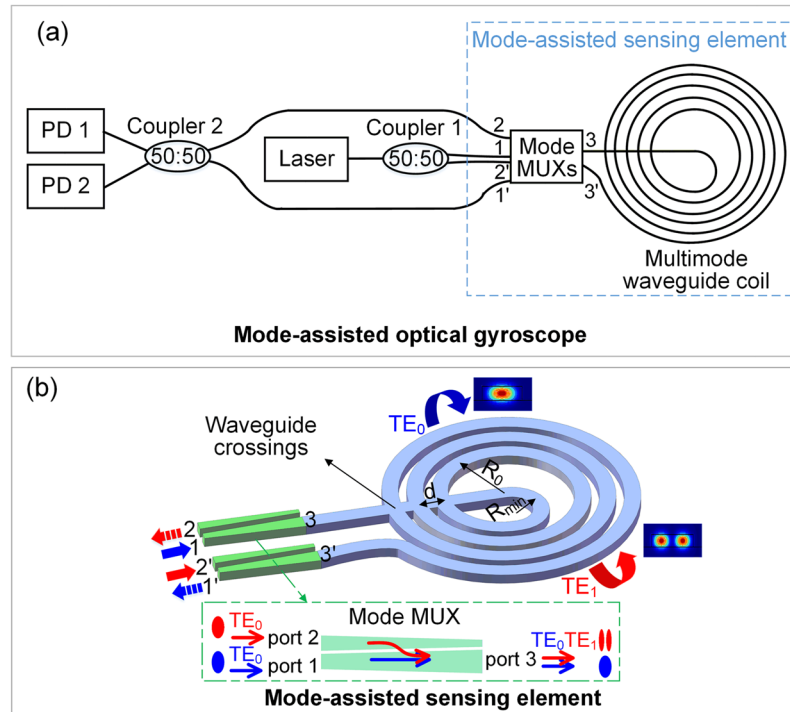 (a)
Mode-assisted sensing element
PD 1
PD 2
Coupler 2
50:50
Laser
Coupler 1
50:50
2
1
2'
1'
Mode
MUXs
3
3'
Multimode
waveguide coil
Mode-assisted optical gyroscope
(b)
Waveguide
crossings
TE0
R0
d
Rmin
2
1
2'
1'
3
3'
TE1
Mode MUX
TE0
port 2
TE0
port 1
port 3
TE0TE1
Mode-assisted sensing element